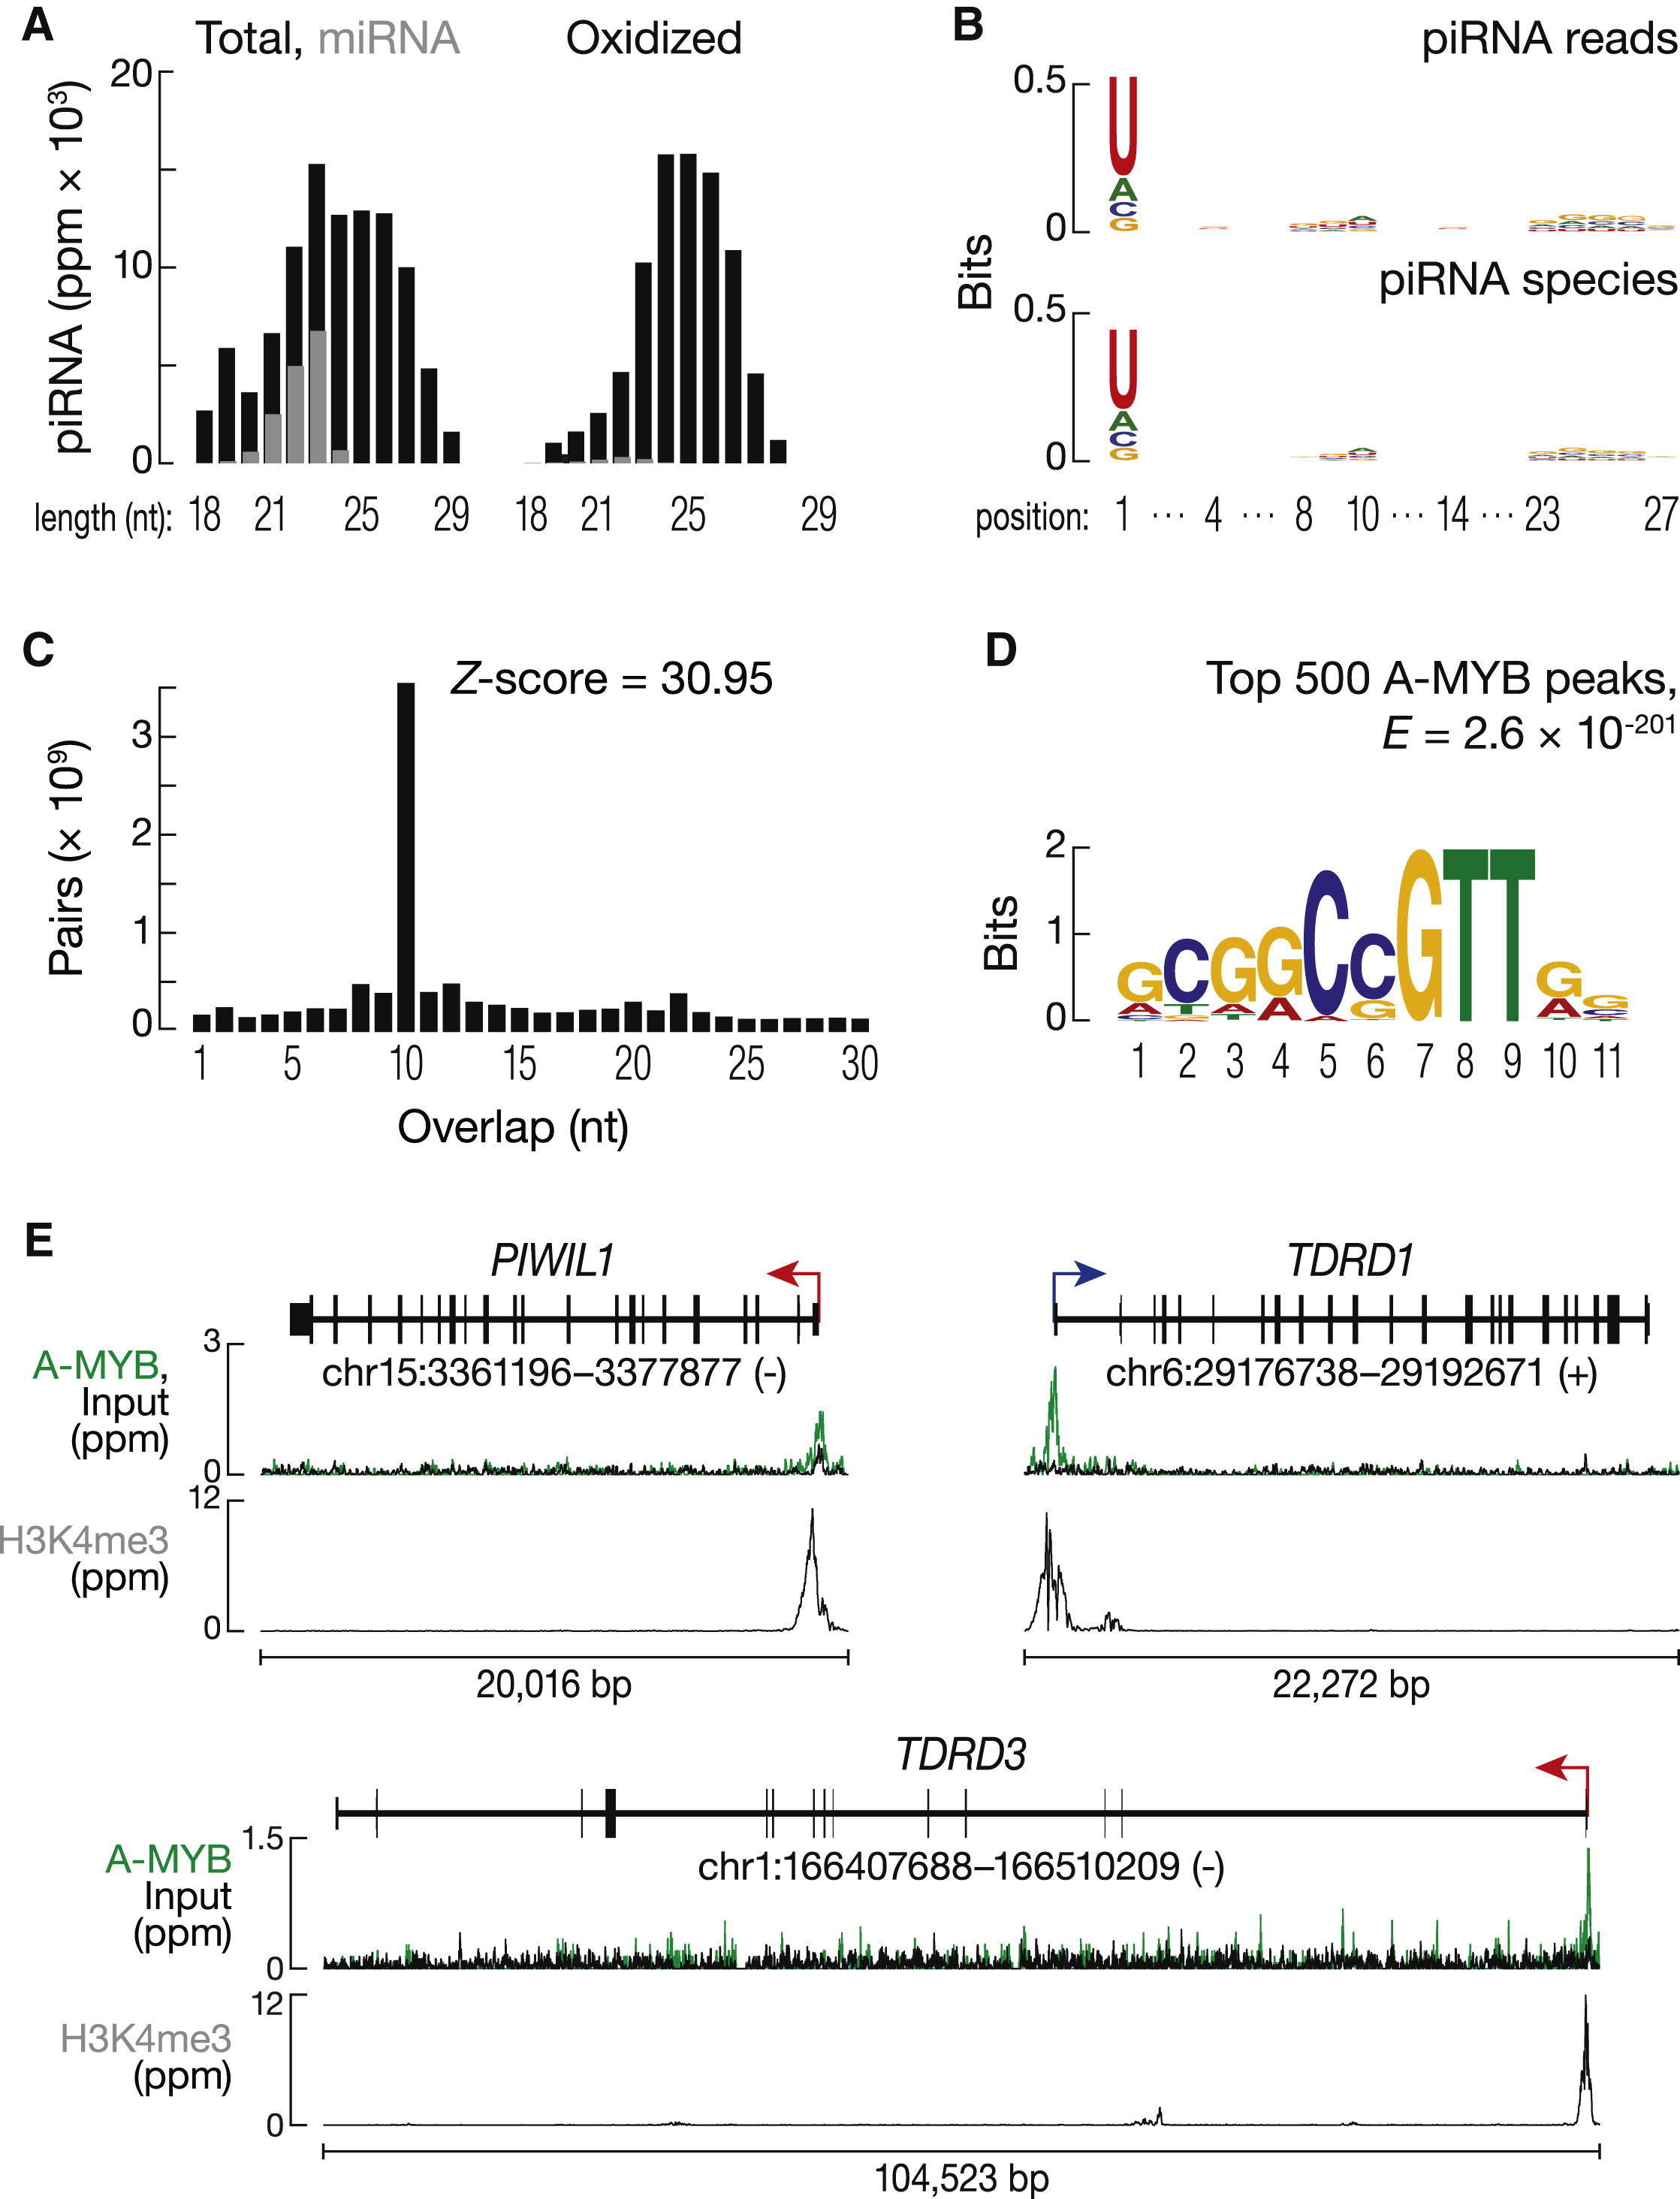 A
Total, miRNA
Oxidized
piRNA (ppm × 10³)
20
10
0
length (nt): 18 21 25 29 18 21 25 29
B
piRNA reads
0.5
0
U
A
C
G
piRNA species
Bits
0.5
0
U
A
C
G
position: 1 ··· 4 ··· 8 10 ··· 14 ··· 23 27
C
Z-score = 30.95
Pairs (× 10⁹)
3
2
1
0
1 5 10 15 20 25 30
Overlap (nt)
D
Top 500 A-MYB peaks,
E = 2.6 × 10⁻²⁰¹
Bits
2
1
0
GCGGCCGTTGG
1 2 3 4 5 6 7 8 9 10 11
E
PIWIL1
TDRD1
3
A-MYB,
Input
(ppm)
0
chr15:3361196–3377877 (-)
chr6:29176738–29192671 (+)
12
H3K4me3
(ppm)
0
20,016 bp
22,272 bp
TDRD3
1.5
A-MYB
Input
(ppm)
0
chr1:166407688–166510209 (-)
12
H3K4me3
(ppm)
0
104,523 bp